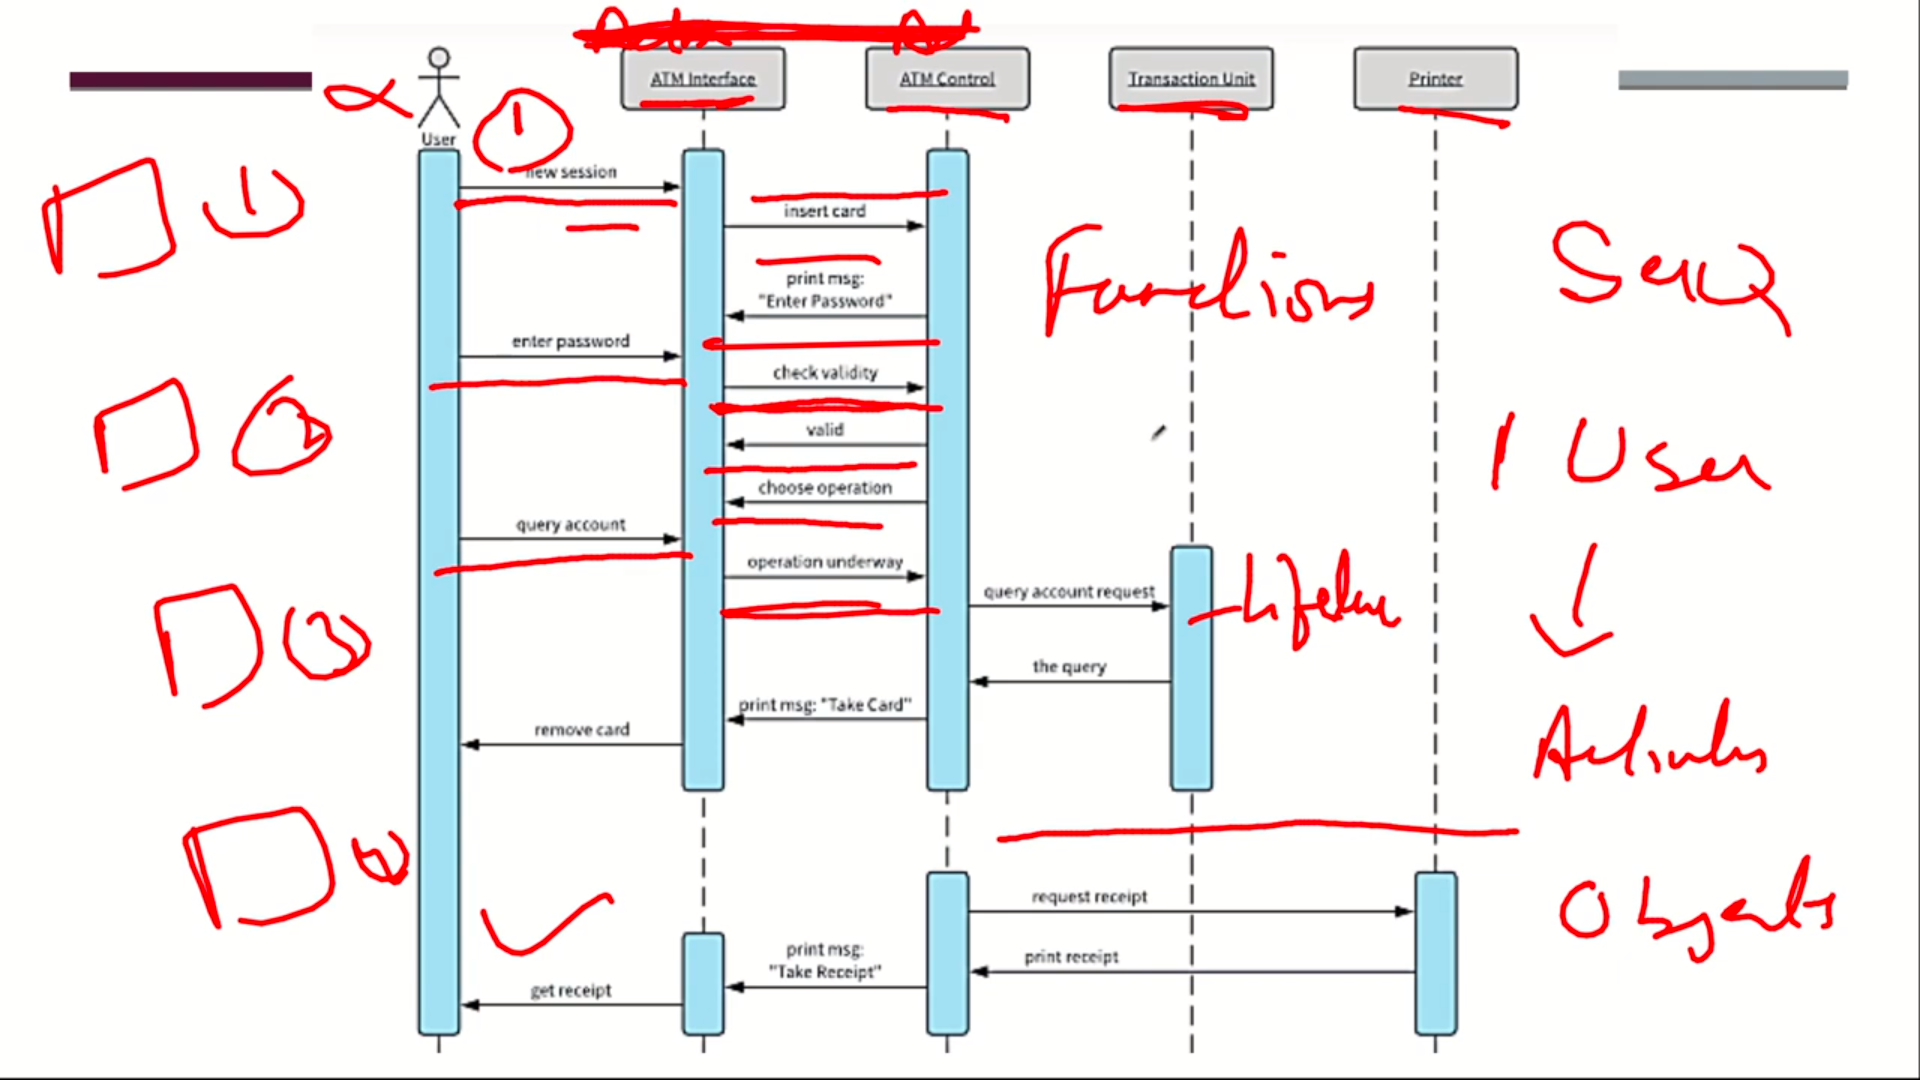 ATM Interface
ATM Control
Transaction Unit
Printer
User
1
new session
1
insert card
print msg:
"Enter Password"
Functions
enter password
check validity
2
valid
1 User
choose operation
query account
operation underway
query account request
3
the query
print msg: "Take Card"
remove card
4
Objects
request receipt
print msg:
"Take Receipt"
print receipt
get receipt